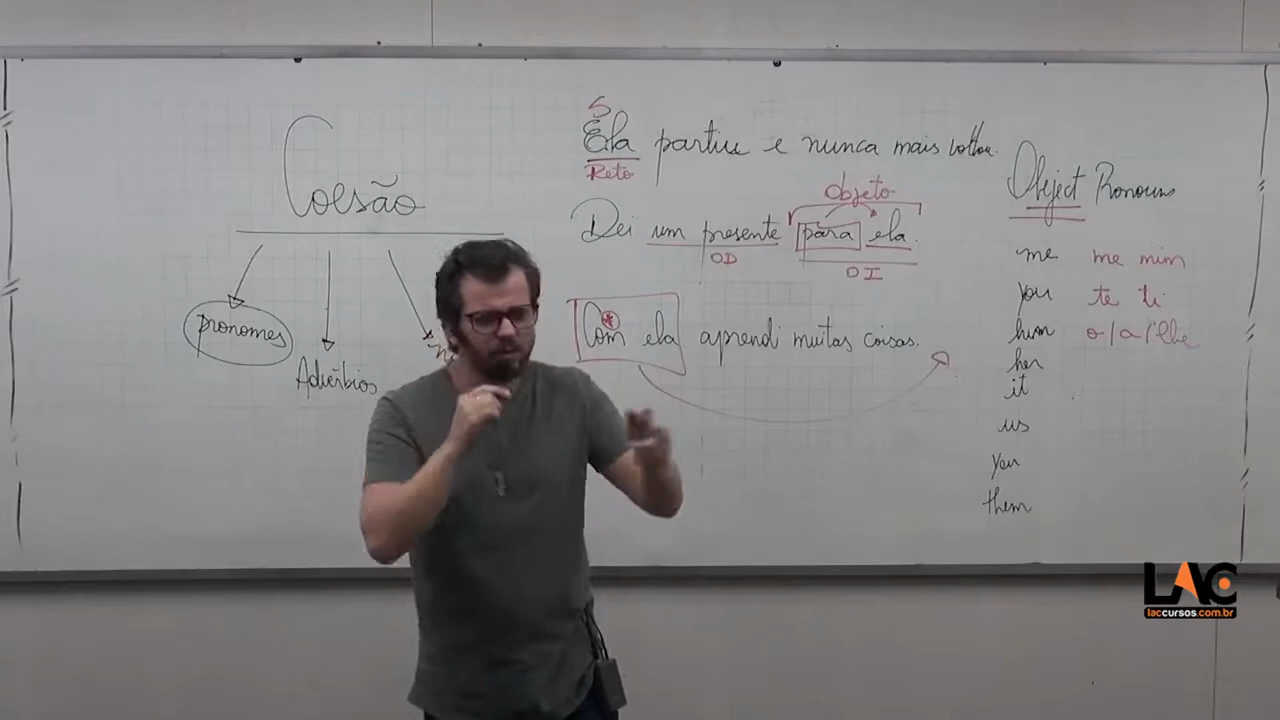 Coesão
pronomes
Advérbios
S
Ela partiu e nunca mais voltou.
Reto
objeto
Dei um presente para ela.
OD
OI
*
Com ela aprendi muitas coisas.
Object Pronouns
me me mim
you te ti
him o/a/lhe
her
it
us
you
them
LAC
laccursos.com.br